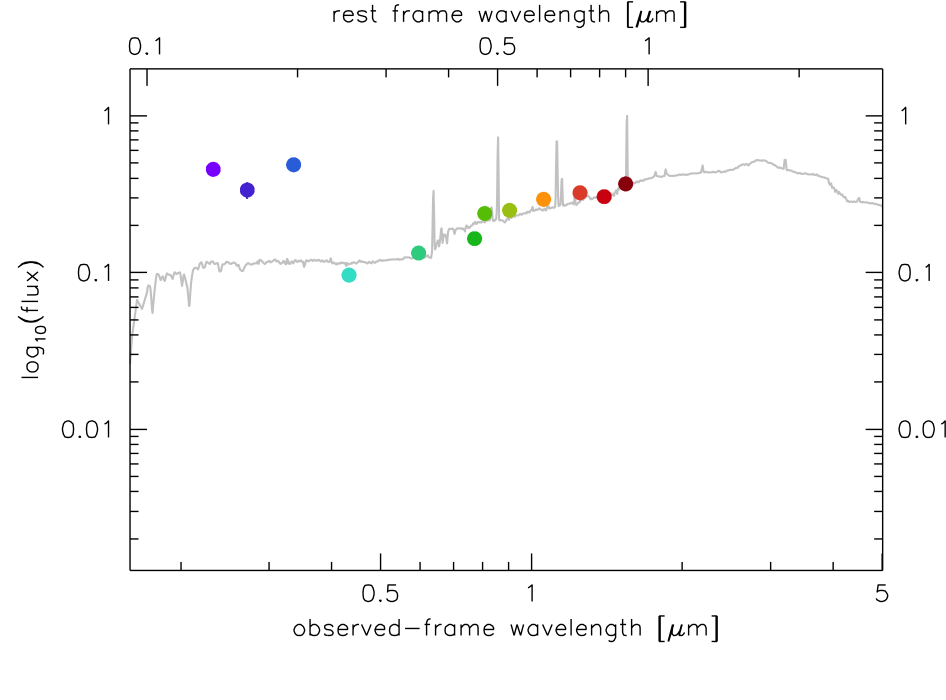 rest frame wavelength [μm]
0.1 0.5 1
1 1
0.1 0.1
0.01 0.01
log10(flux)
0.5 1 5
observed-frame wavelength [μm]